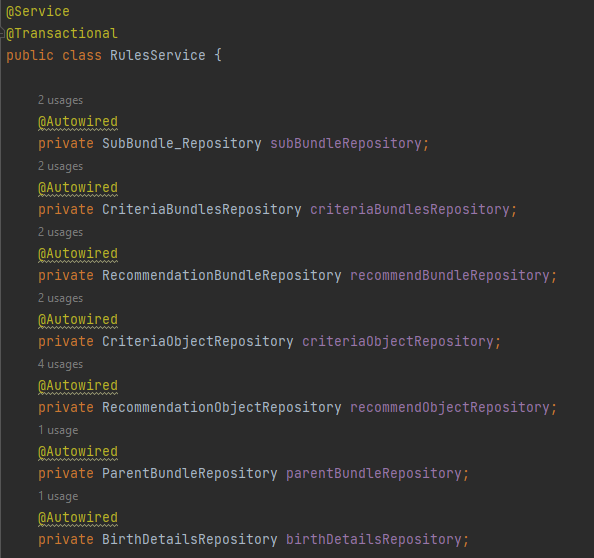 @Service
@Transactional
public class RulesService {
2 usages
@Autowired
private SubBundle_Repository subBundleRepository;
2 usages
@Autowired
private CriteriaBundlesRepository criteriaBundlesRepository;
2 usages
@Autowired
private RecommendationBundleRepository recommendBundleRepository;
2 usages
@Autowired
private CriteriaObjectRepository criteriaObjectRepository;
4 usages
@Autowired
private RecommendationObjectRepository recommendObjectRepository;
1 usage
@Autowired
private ParentBundleRepository parentBundleRepository;
1 usage
@Autowired
private BirthDetailsRepository birthDetailsRepository;